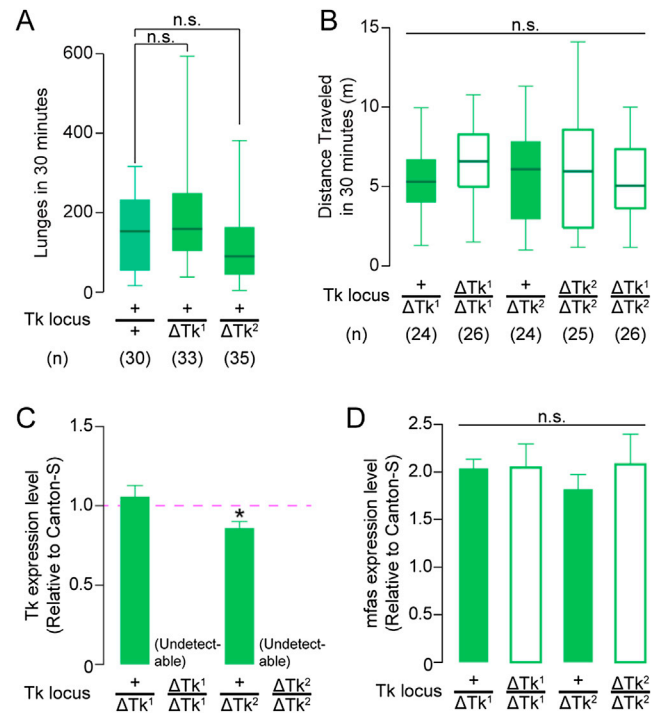 A
n.s.
n.s.
Lunges in 30 minutes
600
400
200
0
Tk locus
+ + +
+ ΔTk¹ ΔTk²
(n) (30) (33) (35)
B
n.s.
Distance Traveled
in 30 minutes (m)
15
10
5
0
Tk locus
+ ΔTk¹ + ΔTk² ΔTk¹
ΔTk¹ ΔTk¹ ΔTk² ΔTk² ΔTk²
(n) (24) (26) (24) (25) (26)
C
Tk expression level
(Relative to Canton-S)
1.5
1.0
0.5
0
*
(Undetect-
able)
(Undetect-
able)
Tk locus
+ ΔTk¹ + ΔTk²
ΔTk¹ ΔTk¹ ΔTk² ΔTk²
D
n.s.
mfas expression level
(Relative to Canton-S)
2.5
2.0
2.0
1.5
1.0
0.5
0
Tk locus
+ ΔTk¹ + ΔTk²
ΔTk¹ ΔTk¹ ΔTk² ΔTk²